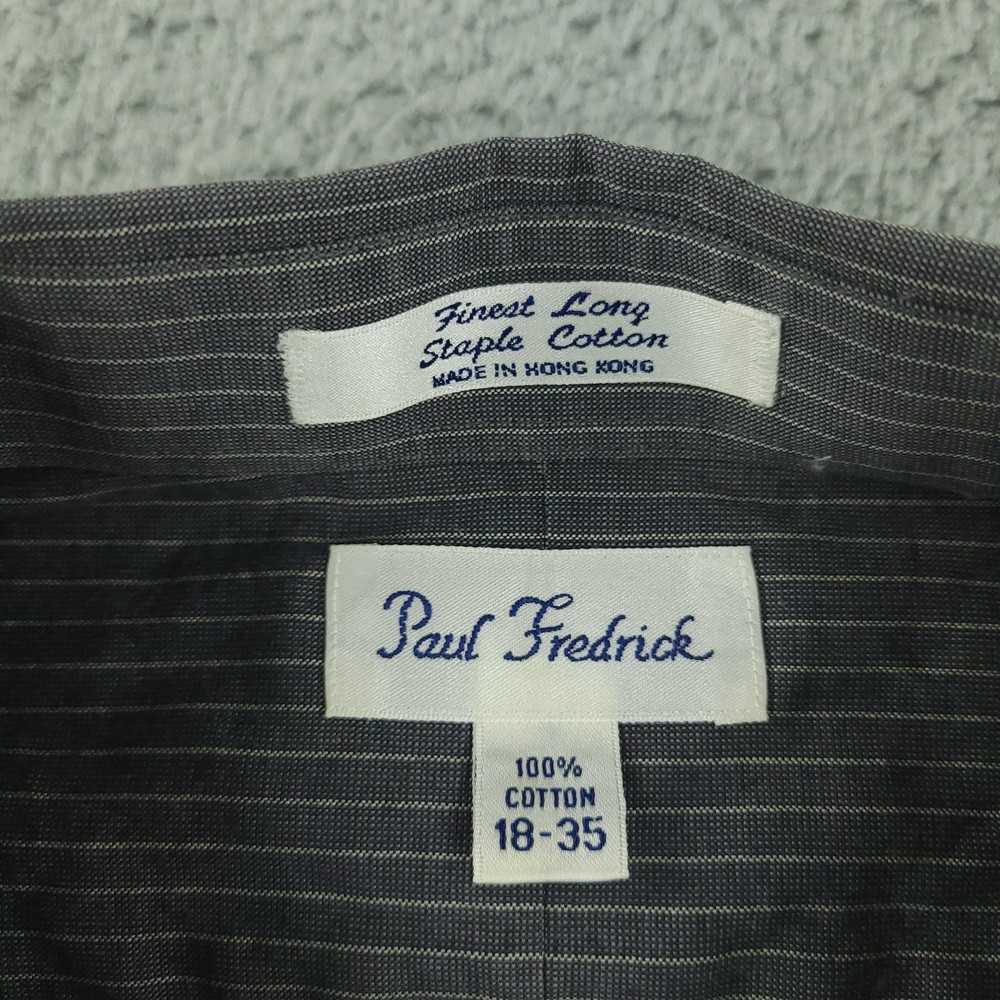 Finest Long
Staple Cotton
MADE IN HONG KONG
Paul Fredrick
100%
COTTON
18-35